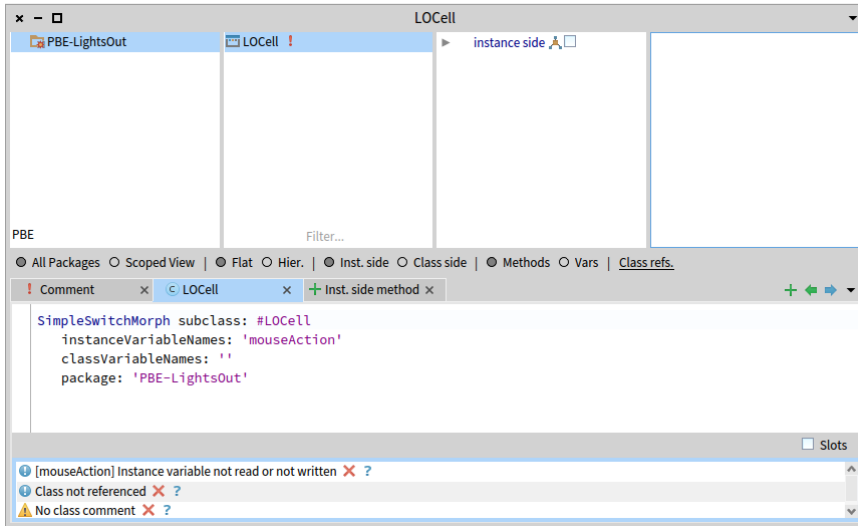 LOCell
PBE-LightsOut
LOCell !
instance side
PBE
Filter...
All Packages Scoped View | Flat Hier. | Inst. side Class side | Methods Vars | Class refs.
! Comment × © LOCell × + Inst. side method ×
SimpleSwitchMorph subclass: #LOCell
instanceVariableNames: 'mouseAction'
classVariableNames: ''
package: 'PBE-LightsOut'
Slots
[mouseAction] Instance variable not read or not written ?
Class not referenced ?
No class comment ?